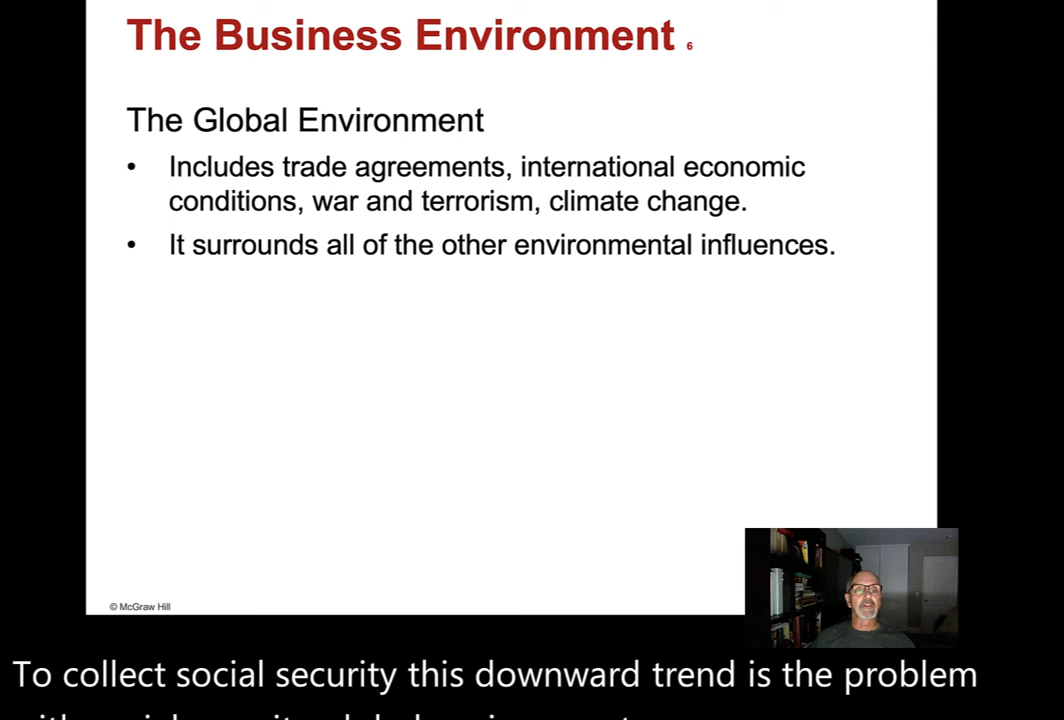 The Business Environment 6
The Global Environment
• Includes trade agreements, international economic
conditions, war and terrorism, climate change.
• It surrounds all of the other environmental influences.
© McGraw Hill
To collect social security this downward trend is the problem